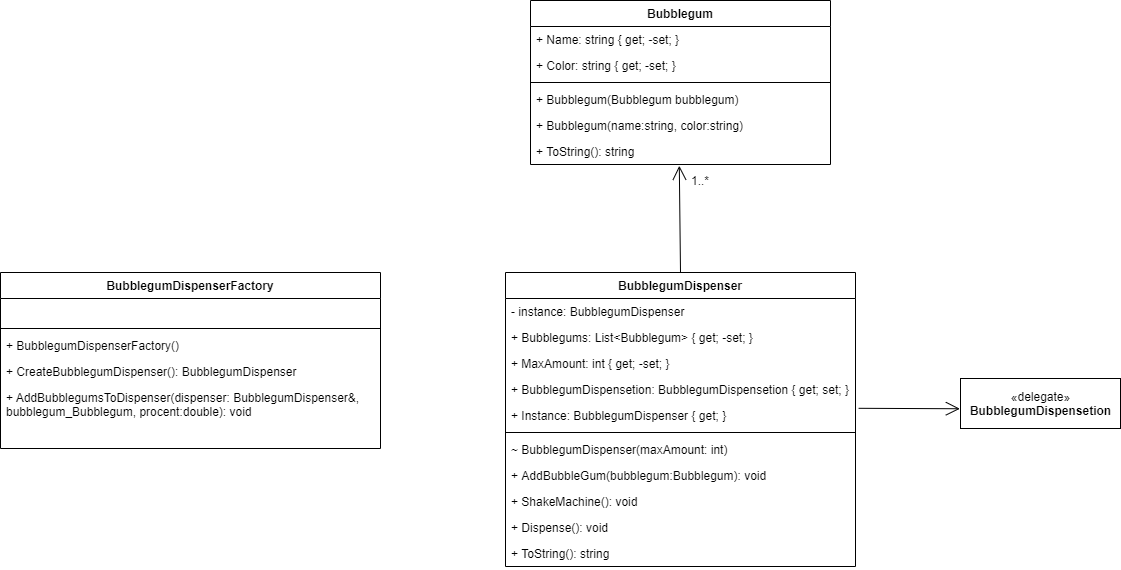 Bubblegum
+ Name: string { get; -set; }
+ Color: string { get; -set; }
+ Bubblegum(Bubblegum bubblegum)
+ Bubblegum(name:string, color:string)
+ ToString(): string
1..*
BubblegumDispenserFactory
+ BubblegumDispenserFactory()
+ CreateBubblegumDispenser(): BubblegumDispenser
+ AddBubblegumsToDispenser(dispenser: BubblegumDispenser&,
bubblegum_Bubblegum, procent:double): void
BubblegumDispenser
- instance: BubblegumDispenser
+ Bubblegums: List<Bubblegum> { get; -set; }
+ MaxAmount: int { get; -set; }
+ BubblegumDispensetion: BubblegumDispensetion { get; set; }
+ Instance: BubblegumDispenser { get; }
~ BubblegumDispenser(maxAmount: int)
+ AddBubbleGum(bubblegum:Bubblegum): void
+ ShakeMachine(): void
+ Dispense(): void
+ ToString(): string
«delegate»
BubblegumDispensetion